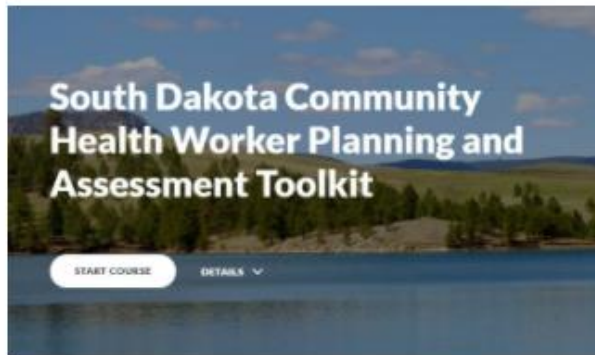 South Dakota Community
Health Worker Planning and
Assessment Toolkit
START COURSE
DETAILS